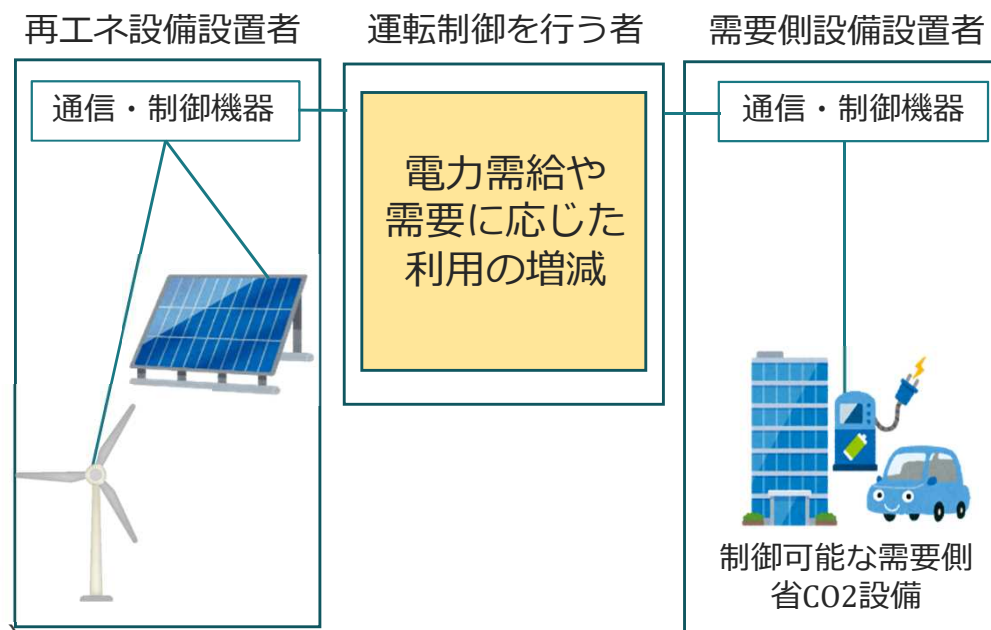 再エネ設備設置者
運転制御を行う者
需要側設備設置者
通信・制御機器
電力需給や
需要に応じた
利用の増減
通信・制御機器
制御可能な需要側
省CO2設備